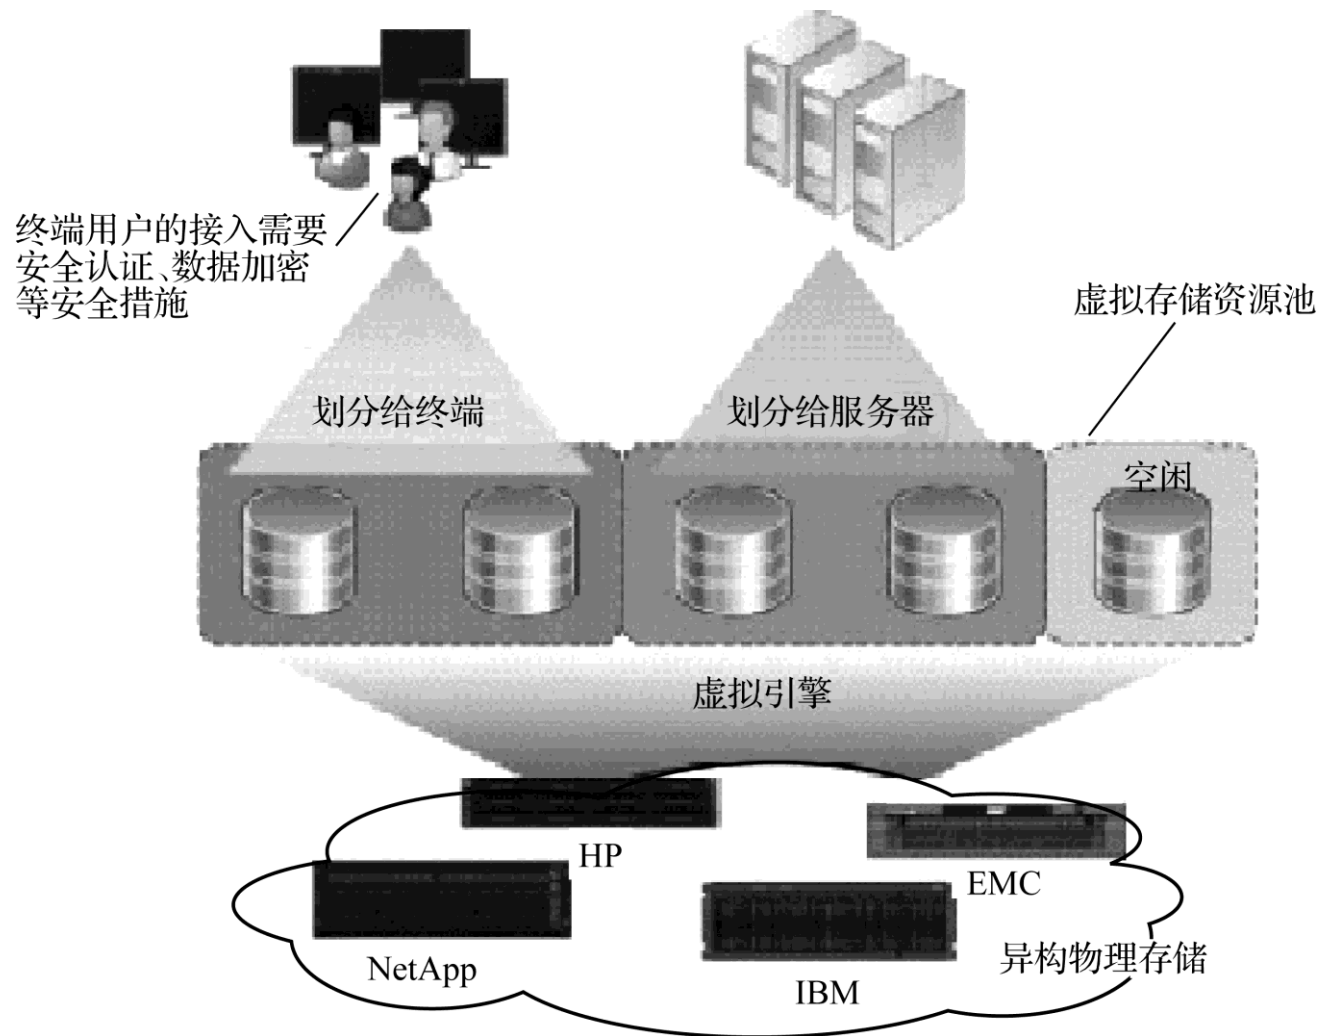 终端用户的接入需要
安全认证、数据加密
等安全措施
虚拟存储资源池
划分给终端
划分给服务器
空闲
虚拟引擎
HP
EMC
NetApp
IBM
异构物理存储